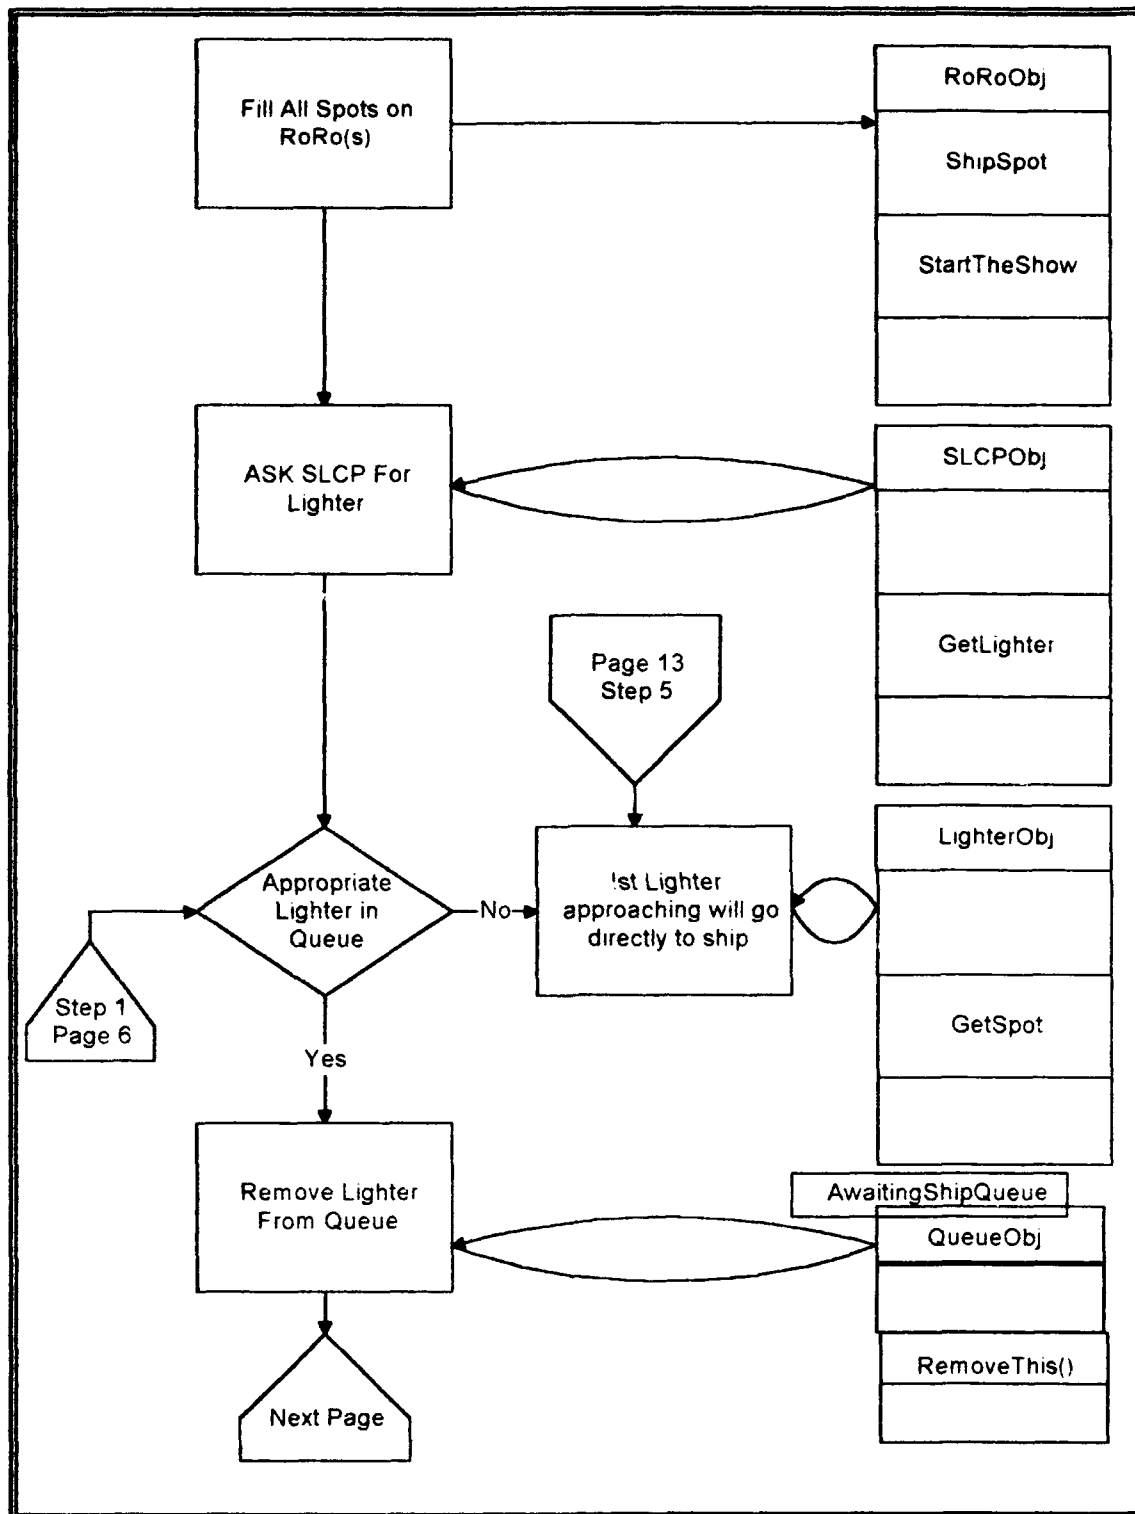 Fill All Spots on
RoRo(s)
RoRoObj
ShipSpot
StartTheShow
ASK SLCP For
Lighter
SLCPObj
GetLighter
Page 13
Step 5
Appropriate
Lighter in
Queue
No
1st Lighter
approaching will go
directly to ship
LighterObj
GetSpot
Step 1
Page 6
Yes
Remove Lighter
From Queue
AwaitingShipQueue
QueueObj
RemoveThis()
Next Page